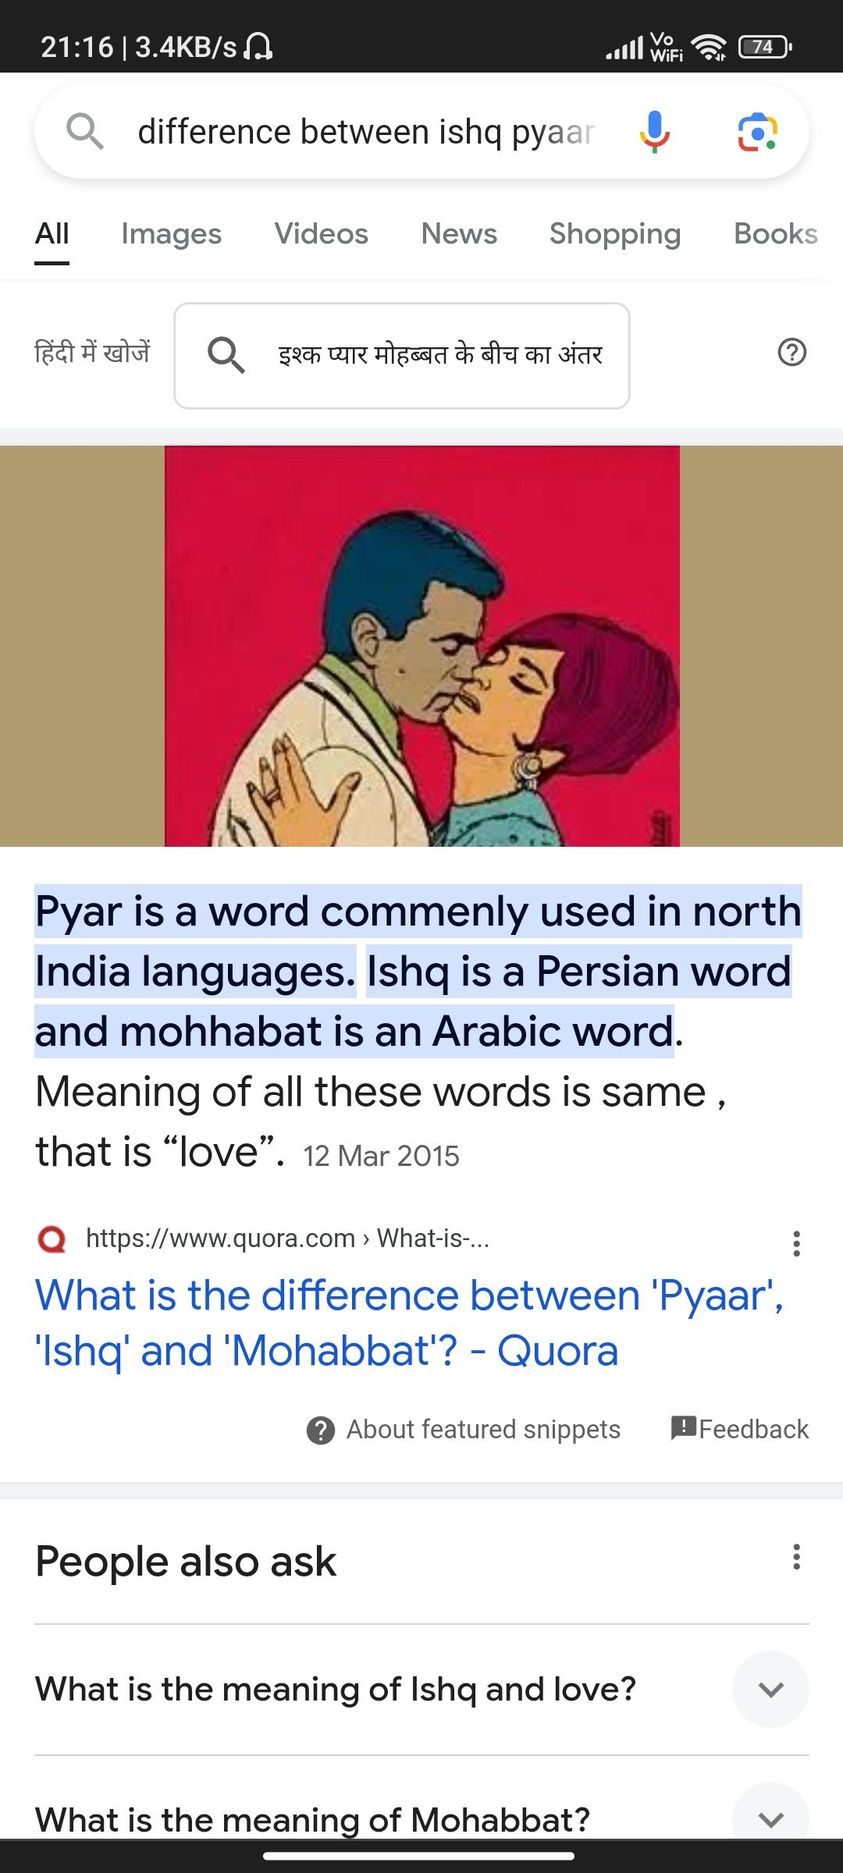 21:16 | 3.4KB/s
Vo
WiFi
74
difference between ishq pyaar
All Images Videos News Shopping Books
हिंदी में खोजें
इश्क प्यार मोहब्बत के बीच का अंतर
Pyar is a word commenly used in north
India languages. Ishq is a Persian word
and mohhabat is an Arabic word.
Meaning of all these words is same ,
that is “love”. 12 Mar 2015
https://www.quora.com › What-is-...
What is the difference between 'Pyaar',
'Ishq' and 'Mohabbat'? - Quora
About featured snippets Feedback
People also ask
What is the meaning of Ishq and love?
What is the meaning of Mohabbat?